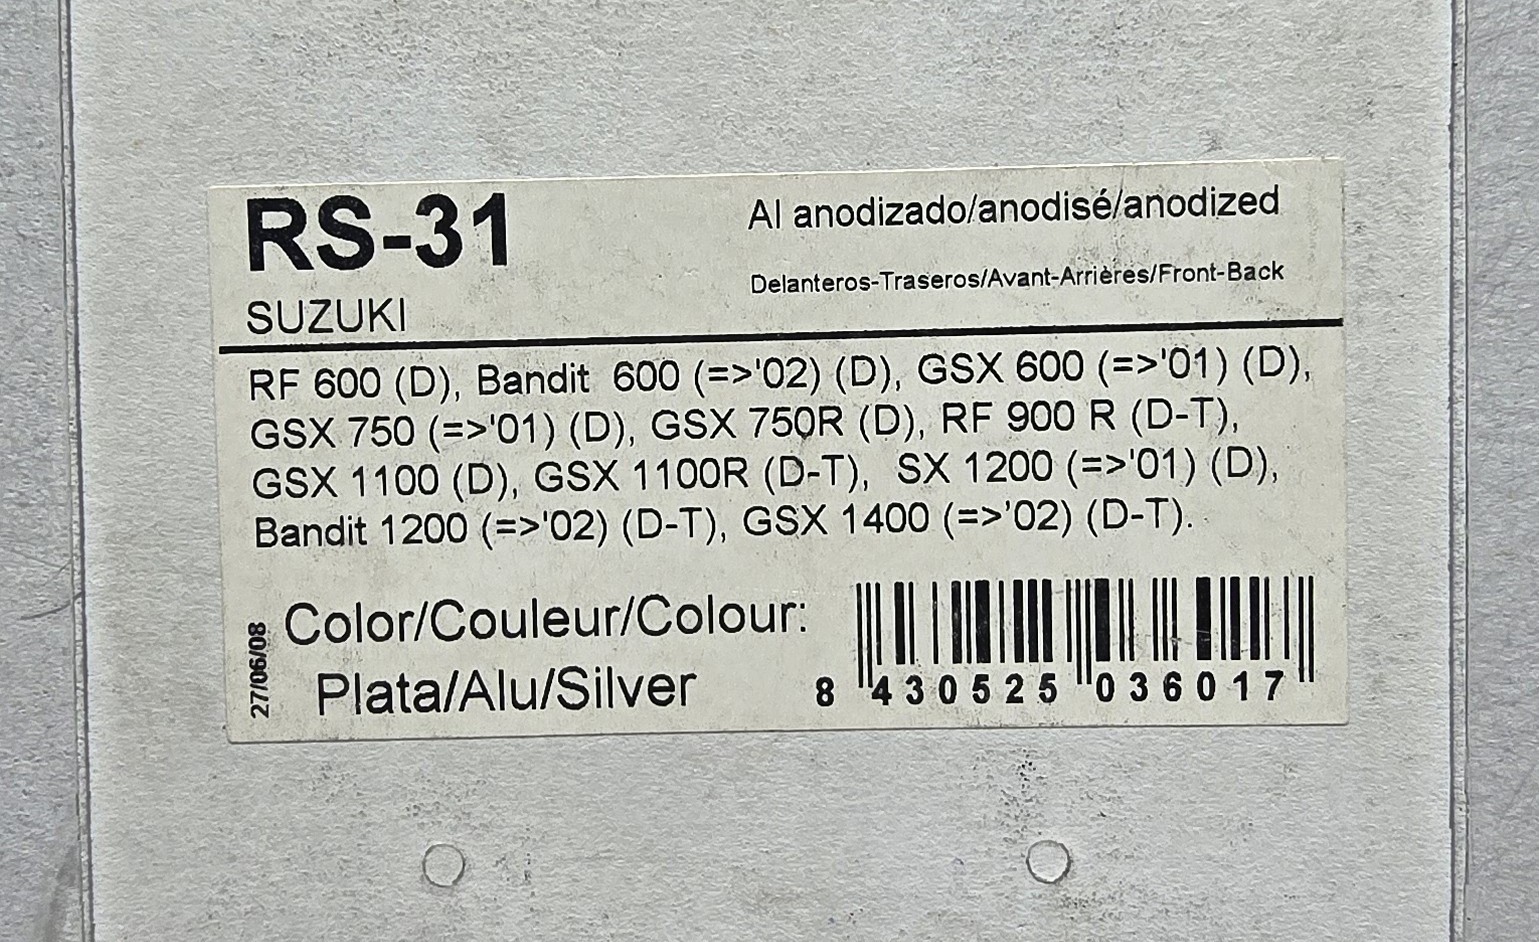 RS-31
SUZUKI
Al anodizado/anodisé/anodized
Delanteros-Traseros/Avant-Arrières/Front-Back
RF 600 (D), Bandit 600 (=>'02) (D), GSX 600 (=>'01) (D),
GSX 750 (=>'01) (D), GSX 750R (D), RF 900 R (D-T),
GSX 1100 (D), GSX 1100R (D-T), SX 1200 (=>'01) (D),
Bandit 1200 (=>'02) (D-T), GSX 1400 (=>'02) (D-T).
27/06/08
Color/Couleur/Colour:
Plata/Alu/Silver
8 430525 036017